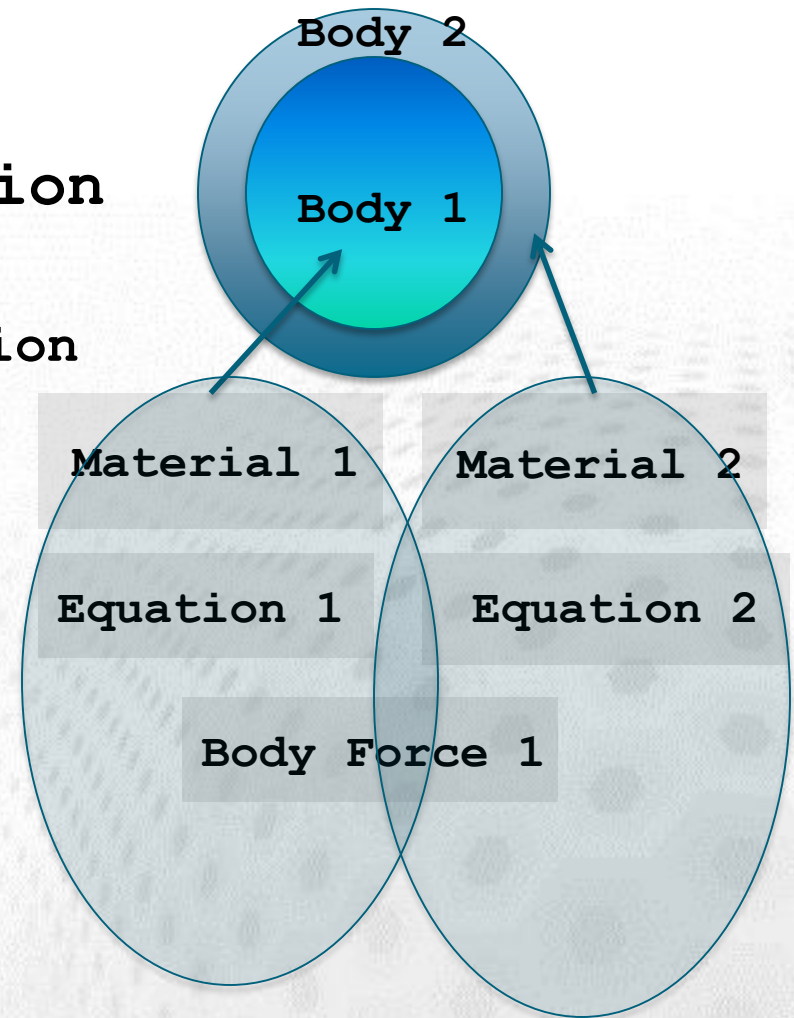 Body 2
ion
Body 1
ion
Material 1
Material 2
Equation 1
Equation 2
Body Force 1